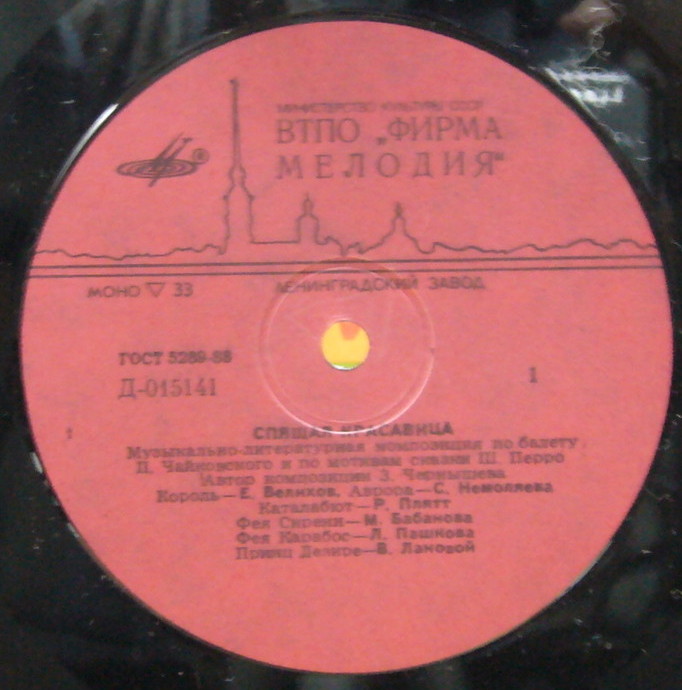 МИНИСТЕРСТВО КУЛЬТУРЫ СССР
ВТПО „ФИРМА
МЕЛОДИЯ"
МОНО ▽ 33 ЛЕНИНГРАДСКИЙ ЗАВОД
ГОСТ 5289-88
Д-015141 1
СПЯЩАЯ КРАСАВИЦА
Музыкально-литературная композиция по балету
П. Чайковского и по мотивам сказки Ш. Перро
Автор композиции З. Чернышева
Король—Е. Велихов, Аврора—С. Немоляева
Каталабют—Р. Плятт
Фея Сирени—М. Бабанова
Фея Карабос—Л. Пашкова
Принц Дезире—В. Лановой